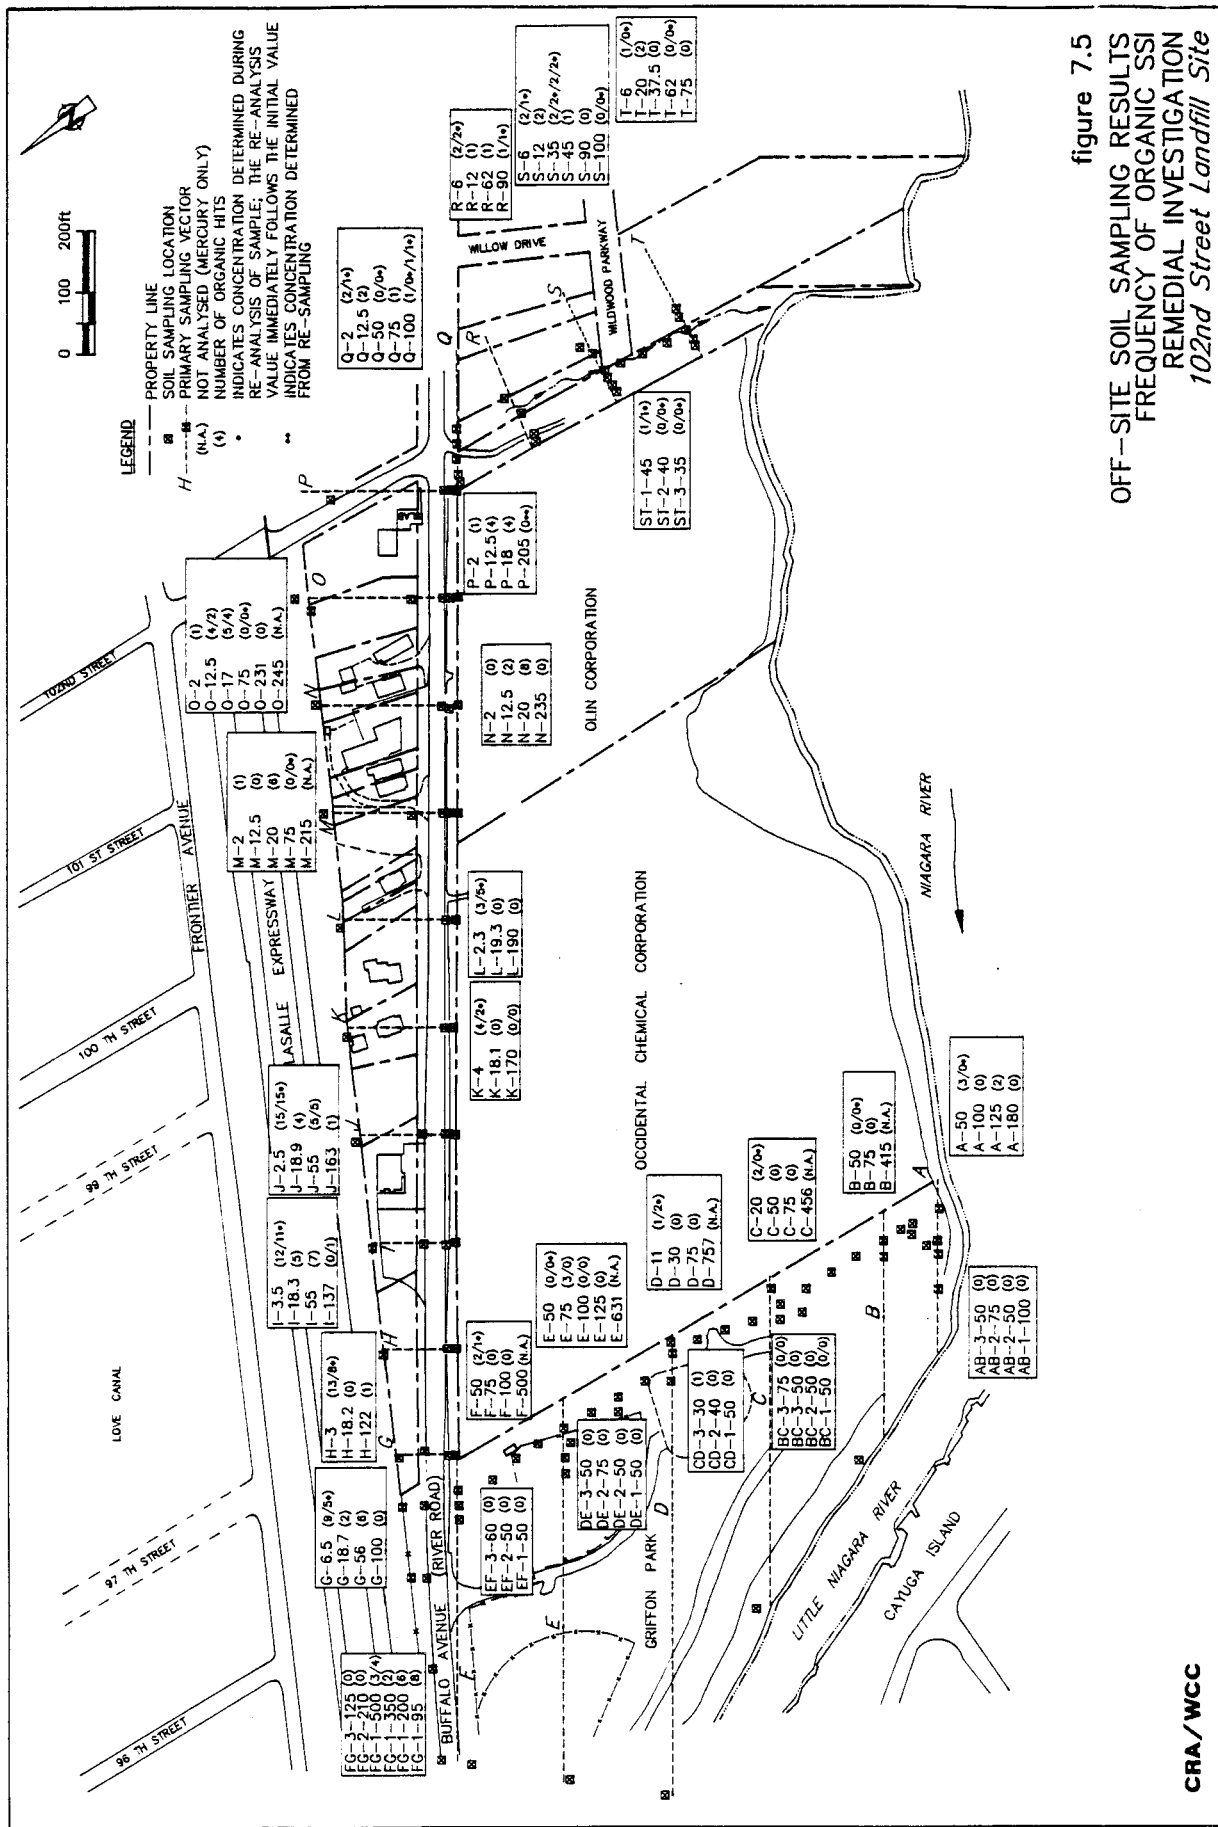 LEGEND
PROPERTY LINE
SOIL SAMPLING LOCATION
H PRIMARY SAMPLING VECTOR
(N.A.) NOT ANALYSED (MERCURY ONLY)
(4) NUMBER OF ORGANIC HITS
* INDICATES CONCENTRATION DETERMINED DURING
RE-ANALYSIS OF SAMPLE; THE RE-ANALYSIS
VALUE IMMEDIATELY FOLLOWS THE INITIAL VALUE
** INDICATES CONCENTRATION DETERMINED
FROM RE-SAMPLING
0 100 200ft
96 TH STREET
97 TH STREET
99 TH STREET
100 TH STREET
101 ST STREET
102ND STREET
LOVE CANAL
FRONTIER AVENUE
LASALLE EXPRESSWAY
FG-3-125 (0)
FG-2-210 (0)
FG-1-500 (3/4)
FG-1-350 (2)
FG-1-200 (6)
FG-1-95 (8)
G-6.5 (9/5*)
G-18.7 (2)
G-56 (6)
G-100 (0)
H-3 (13/8*)
H-18.2 (0)
H-122 (1)
I-3.5 (12/11*)
I-18.3 (5)
I-55 (7)
I-137 (0/1)
J-2.5 (15/15*)
J-18.9 (4)
J-55 (5/5)
J-163 (1)
M-2 (1)
M-12.5 (0)
M-20 (6)
M-75 (0/0*)
M-215 (N.A.)
O-2 (1)
O-12.5 (4/2)
O-17 (5/4)
O-75 (0/0*)
O-231 (0)
O-245 (N.A.)
Q-2 (2/1*)
Q-12.5 (2)
Q-50 (0/0*)
Q-75 (1)
Q-100 (1/0*/1/1*)
R-6 (2/2*)
R-12 (1)
R-62 (1)
R-90 (1/1*)
S-6 (2/1*)
S-12 (2)
S-35 (2/2*/2/2*)
S-45 (1)
S-90 (0)
S-100 (0/0*)
T-6 (1/0*)
T-20 (2)
T-37.5 (0)
T-62 (0/0*)
T-75 (0)
G
H
I
J
K
L
M
N
O
P
Q
R
S
T
WILLOW DRIVE
WILDWOOD PARKWAY
BUFFALO AVENUE (RIVER ROAD)
F
E
D
C
B
A
EF-3-60 (0)
EF-2-50 (0)
EF-1-50 (0)
F-50 (2/1*)
F-75 (0)
F-100 (0)
F-500 (N.A.)
K-4 (4/2*)
K-18.1 (0)
K-170 (0/0)
L-2.3 (3/5*)
L-19.3 (0)
L-190 (0)
N-2 (0)
N-12.5 (2)
N-20 (8)
N-235 (0)
P-2 (1)
P-12.5 (4)
P-18 (4)
P-205 (0**)
ST-1-45 (1/1*)
ST-2-40 (0/0*)
ST-3-35 (0/0*)
E-50 (0/0*)
E-75 (3/0)
E-100 (0/0)
E-125 (0)
E-631 (N.A.)
DE-3-50 (0)
DE-2-75 (0)
DE-2-50 (0)
DE-1-50 (0)
D-11 (1/2*)
D-30 (0)
D-75 (0)
D-757 (N.A.)
CD-3-30 (1)
CD-2-40 (0)
CD-1-50 (0)
C-20 (2/0*)
C-50 (0)
C-75 (0)
C-456 (N.A.)
BC-3-75 (0/0)
BC-3-50 (0)
BC-2-50 (0)
BC-1-50 (0/0)
B-50 (0/0*)
B-75 (0)
B-415 (N.A.)
A-50 (3/0*)
A-100 (0)
A-125 (2)
A-180 (0)
AB-3-50 (0)
AB-2-75 (0)
AB-2-50 (0)
AB-1-100 (0)
OLIN CORPORATION
OCCIDENTAL CHEMICAL CORPORATION
GRIFFON PARK
NIAGARA RIVER
LITTLE NIAGARA RIVER
CAYUGA ISLAND
figure 7.5
OFF-SITE SOIL SAMPLING RESULTS
FREQUENCY OF ORGANIC SSI
REMEDIAL INVESTIGATION
102nd Street Landfill Site
CRA/WCC